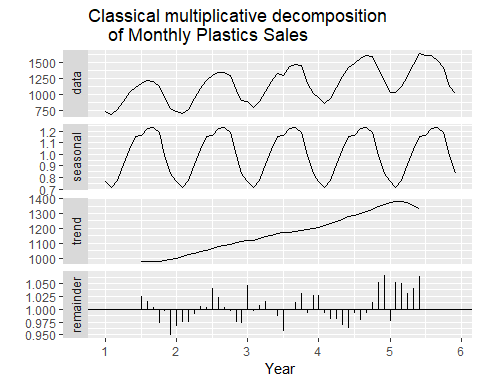 Classical multiplicative decomposition
of Monthly Plastics Sales
data
1500
1250
1000
750
seasonal
1.2
1.1
1.0
0.9
0.8
0.7
trend
1400
1300
1200
1100
1000
remainder
1.050
1.025
1.000
0.975
0.950
1 2 3 4 5 6
Year